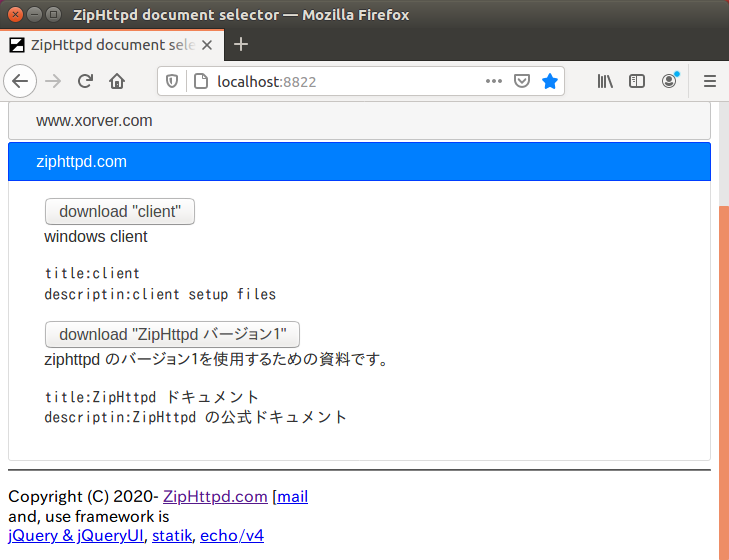 ZipHttpd document selector — Mozilla Firefox
ZipHttpd document sele
localhost:8822
www.xorver.com
ziphttpd.com
download "client"
windows client
title:client
descriptin:client setup files
download "ZipHttpd バージョン1"
ziphttpd のバージョン1を使用するための資料です。
title:ZipHttpd ドキュメント
descriptin:ZipHttpd の公式ドキュメント
Copyright (C) 2020- ZipHttpd.com [mail
and, use framework is
jQuery & jQueryUI, statik, echo/v4